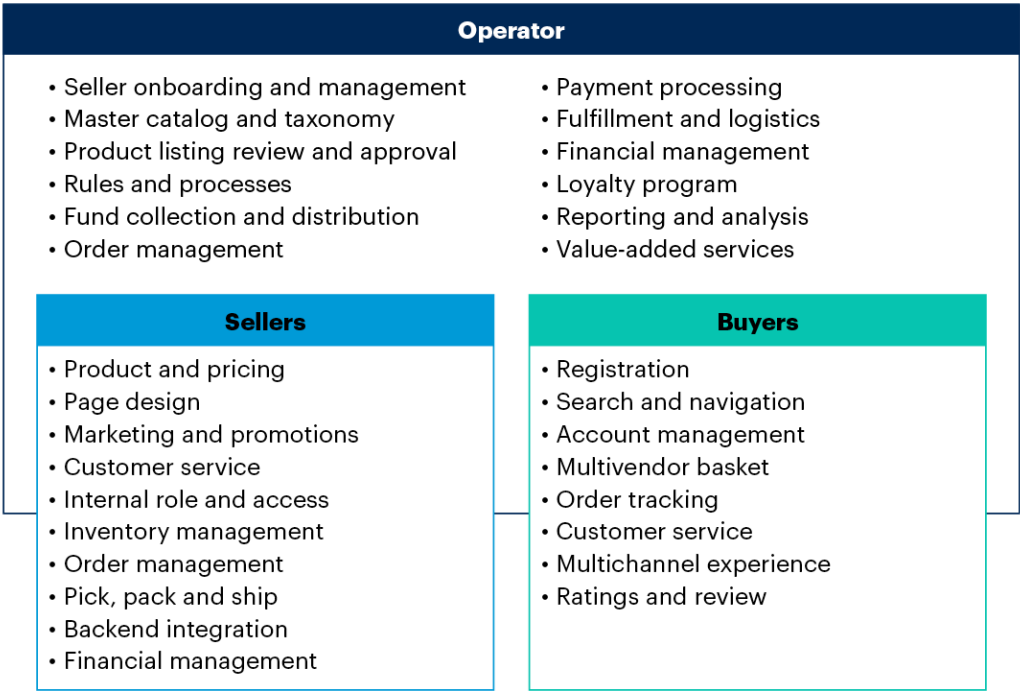 Operator
• Seller onboarding and management
• Master catalog and taxonomy
• Product listing review and approval
• Rules and processes
• Fund collection and distribution
• Order management
• Payment processing
• Fulfillment and logistics
• Financial management
• Loyalty program
• Reporting and analysis
• Value-added services
Sellers
• Product and pricing
• Page design
• Marketing and promotions
• Customer service
• Internal role and access
• Inventory management
• Order management
• Pick, pack and ship
• Backend integration
• Financial management
Buyers
• Registration
• Search and navigation
• Account management
• Multivendor basket
• Order tracking
• Customer service
• Multichannel experience
• Ratings and review